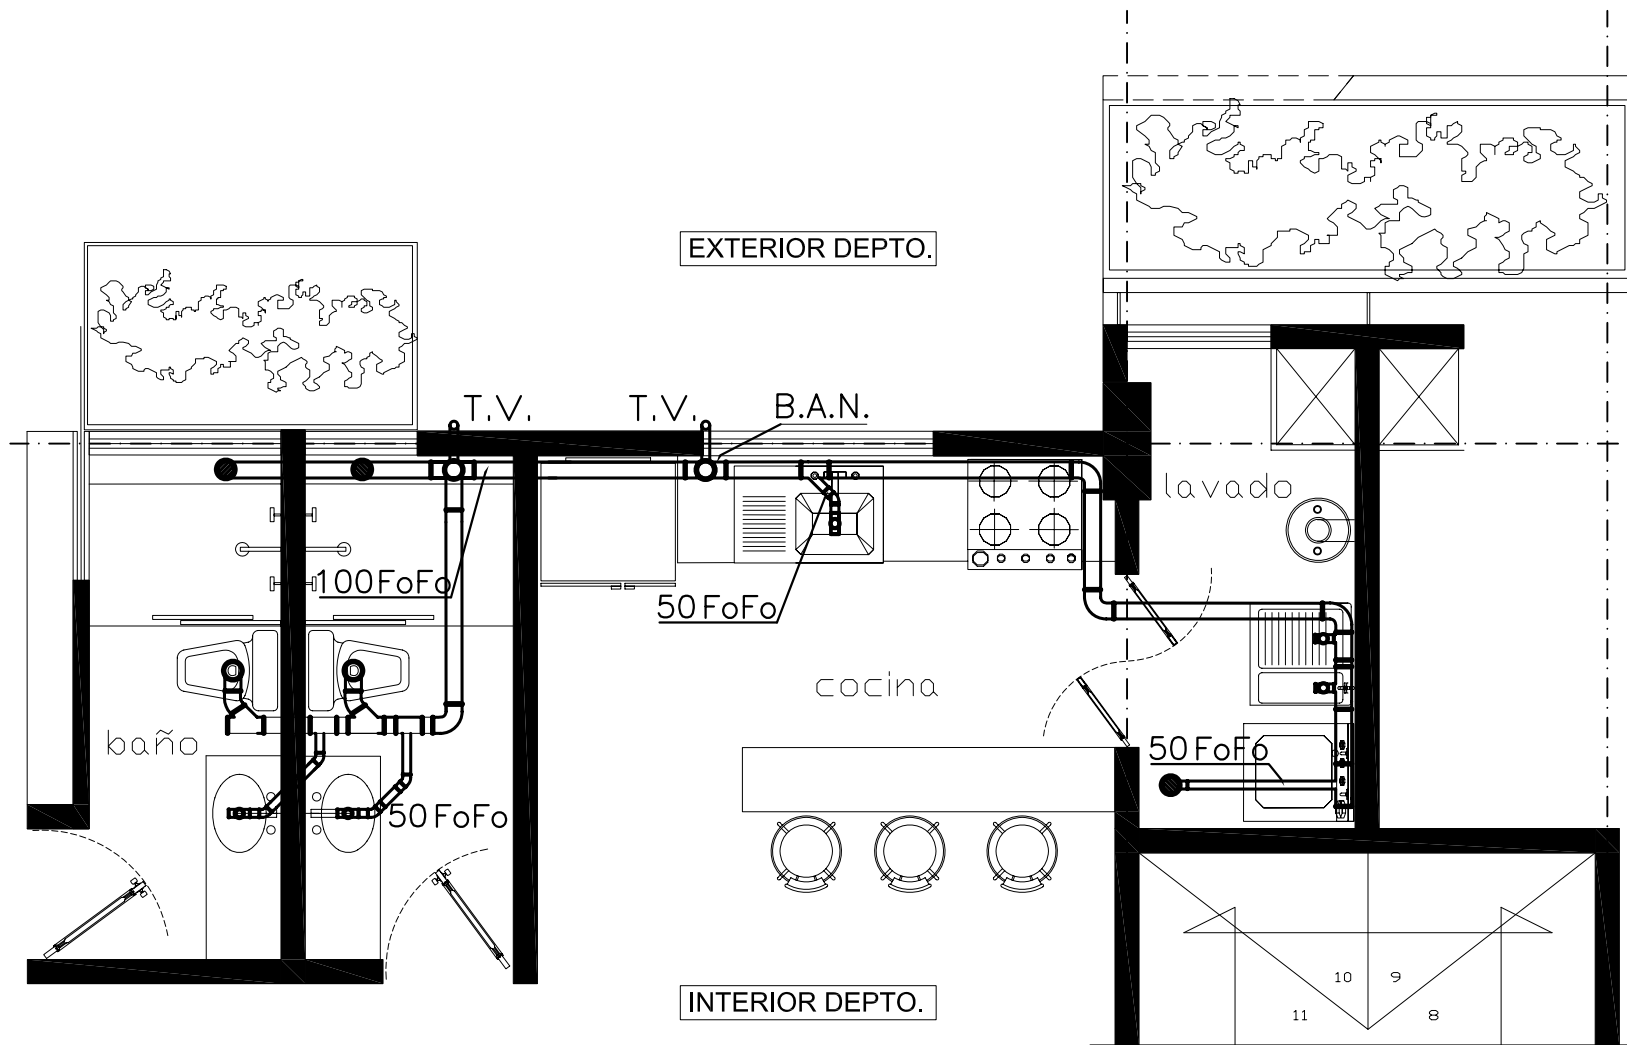 EXTERIOR DEPTO.
T.V.
T.V.
B.A.N.
lavado
100FoFo
50FoFo
cocina
baño
50FoFo
50FoFo
10
9
INTERIOR DEPTO.
11
8